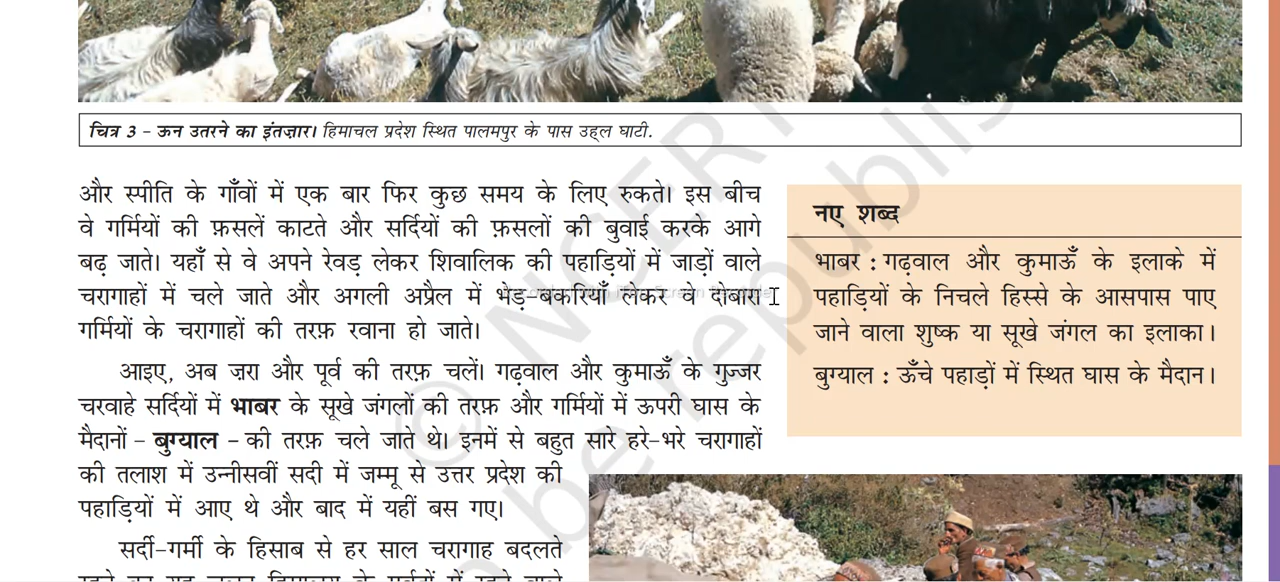 चित्र 3 – ऊन उतरने का इंतज़ार। हिमाचल प्रदेश स्थित पालमपुर के पास उहल घाटी.
और स्पीति के गाँवों में एक बार फिर कुछ समय के लिए रुकते। इस बीच
वे गर्मियों की फ़सलें काटते और सर्दियों की फ़सलों की बुवाई करके आगे
बढ़ जाते। यहाँ से वे अपने रेवड़ लेकर शिवालिक की पहाड़ियों में जाड़ों वाले
चरागाहों में चले जाते और अगली अप्रैल में भेड़-बकरियाँ लेकर वे दोबारा
गर्मियों के चरागाहों की तरफ़ रवाना हो जाते।
आइए, अब ज़रा और पूर्व की तरफ़ चलें। गढ़वाल और कुमाऊँ के गुज्जर
चरवाहे सर्दियों में भाबर के सूखे जंगलों की तरफ़ और गर्मियों में ऊपरी घास के
मैदानों – बुग्याल – की तरफ़ चले जाते थे। इनमें से बहुत सारे हरे-भरे चरागाहों
की तलाश में उन्नीसवीं सदी में जम्मू से उत्तर प्रदेश की
पहाड़ियों में आए थे और बाद में यहीं बस गए।
सर्दी-गर्मी के हिसाब से हर साल चरागाह बदलते
नए शब्द
भाबर : गढ़वाल और कुमाऊँ के इलाके में
पहाड़ियों के निचले हिस्से के आसपास पाए
जाने वाला शुष्क या सूखे जंगल का इलाका।
बुग्याल : ऊँचे पहाड़ों में स्थित घास के मैदान।
© NCERT
be republis